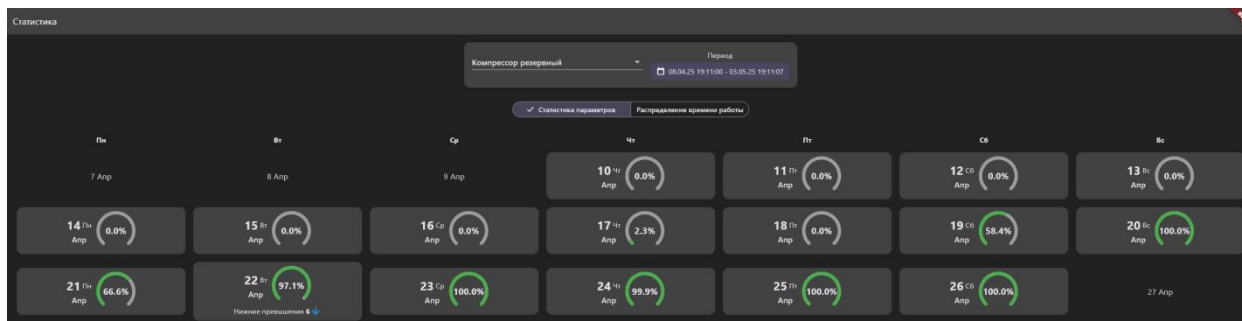 Статистика
Компрессор резервный
Период
08.04.25 19:11:00 - 03.05.25 19:11:07
Статистика параметров Распределение времени работы
Пн Вт Ср Чт Пт Сб Вс
7 Апр 8 Апр 9 Апр 10 Чт Апр 0.0% 11 Пт Апр 0.0% 12 Сб Апр 0.0% 13 Вс Апр 0.0%
14 Пн Апр 0.0% 15 Вт Апр 0.0% 16 Ср Апр 0.0% 17 Чт Апр 2.3% 18 Пт Апр 0.0% 19 Сб Апр 58.4% 20 Вс Апр 100.0%
21 Пн Апр 66.6% 22 Вт Апр 97.1% 23 Ср Апр 100.0% 24 Чт Апр 99.9% 25 Пт Апр 100.0% 26 Сб Апр 100.0% 27 Апр
Нижние превышения 6